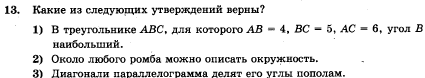 13. Какие из следующих утверждений верны?
1) В треугольнике ABC, для которого AB = 4, BC = 5, AC = 6, угол B
наибольший.
2) Около любого ромба можно описать окружность.
3) Диагонали параллелограмма делят его углы пополам.